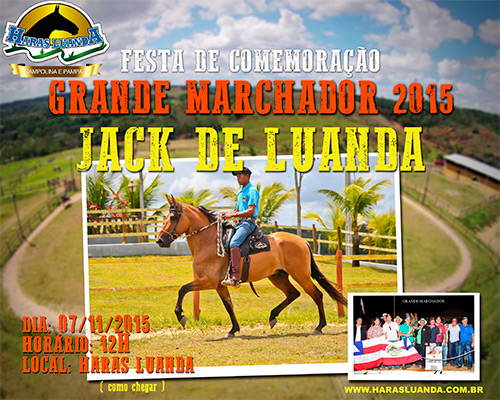 HARAS LUANDA
CAMPOLINA E PAMPA
FESTA DE COMEMORAÇÃO
GRANDE MARCHADOR 2015
JACK DE LUANDA
GRANDE MARCHADOR
DIA: 07/11/2015
HORÁRIO: 12H
LOCAL: HARAS LUANDA
( como chegar )
WWW.HARASLUANDA.COM.BR